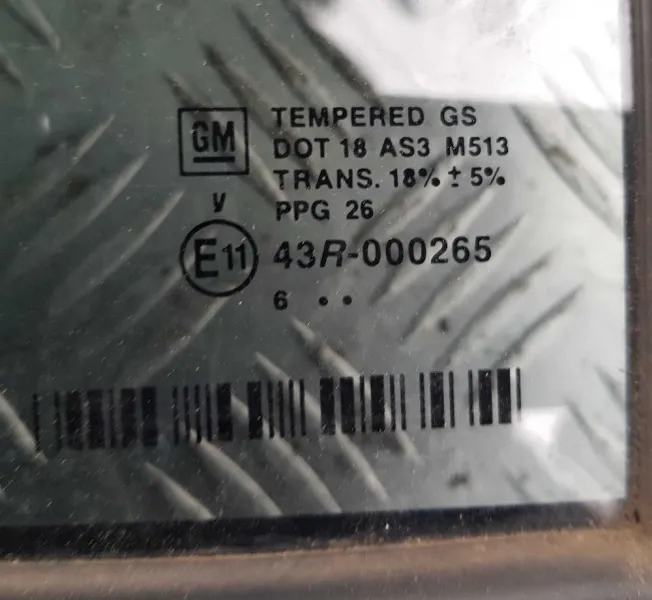 GM
TEMPERED GS
DOT 18 AS3 M513
TRANS. 18% ± 5%
y PPG 26
E11 43R-000265
6 ••